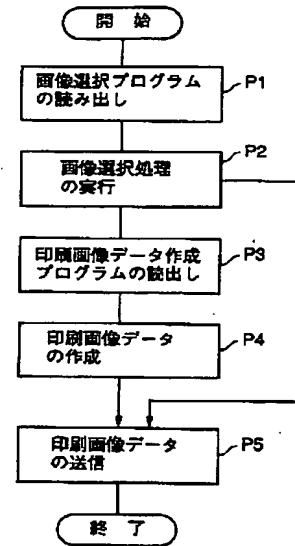 開 始
画像選択プログラム
の読み出し
P1
画像選択処理
の実行
P2
印刷画像データ作成
プログラムの読出し
P3
印刷画像データ
の作成
P4
印刷画像データ
の送信
P5
終 了